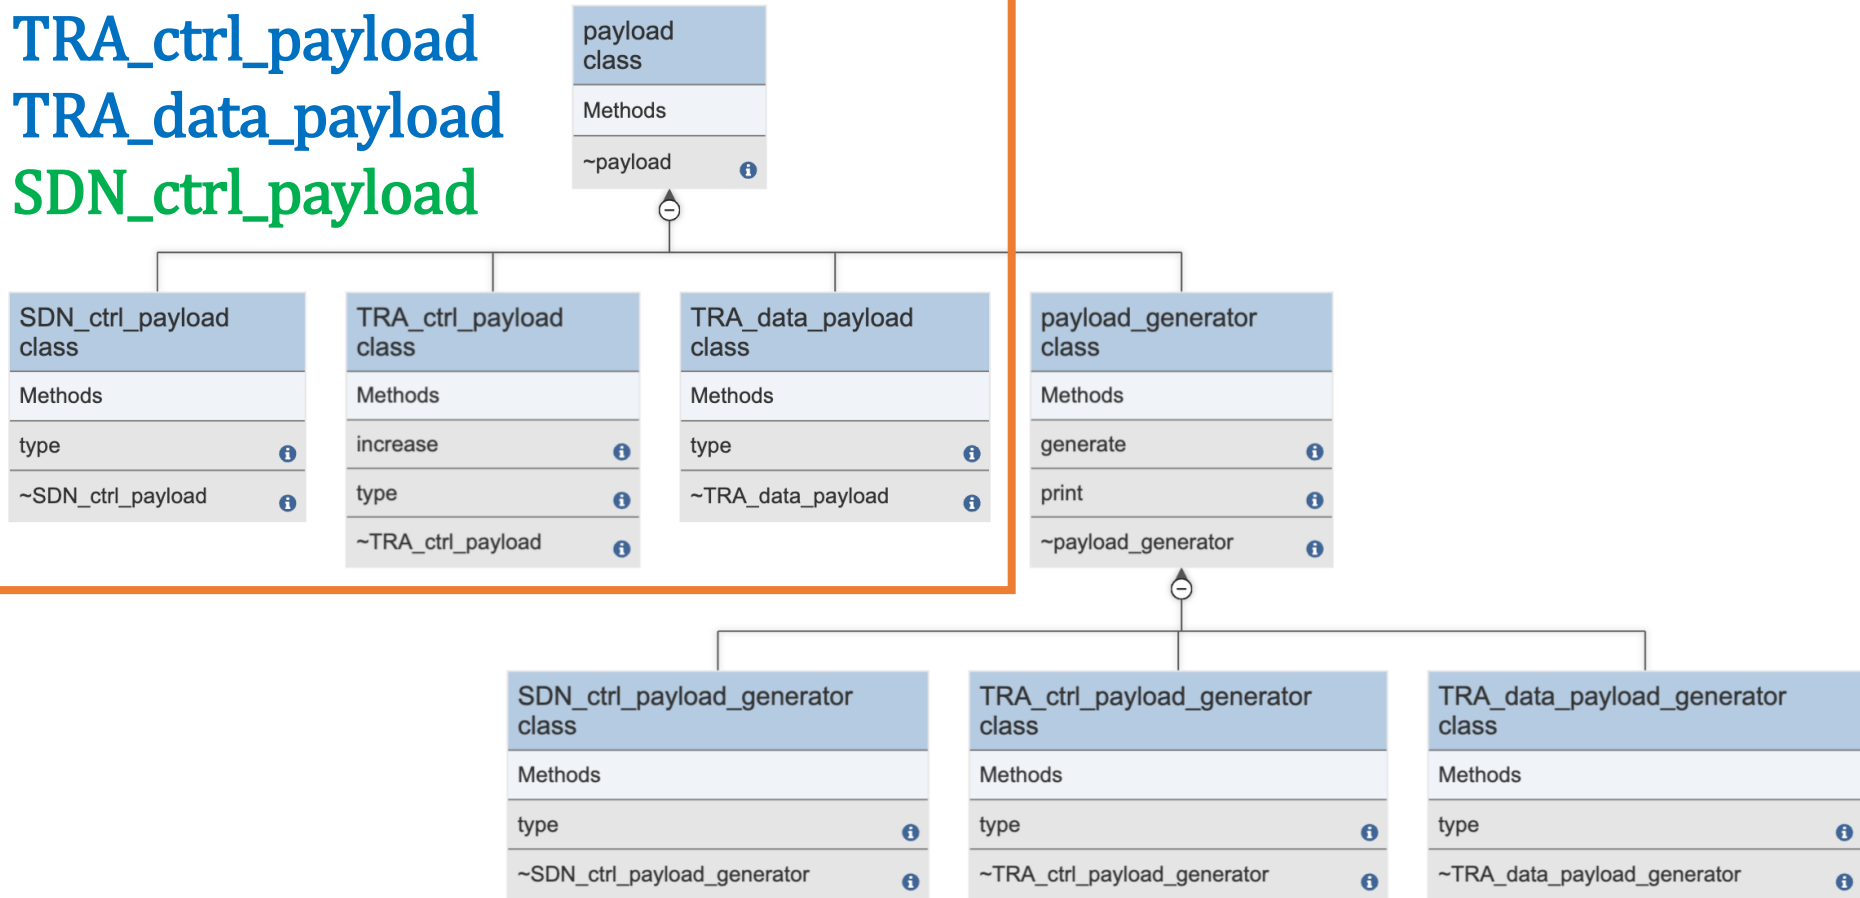 TRA_ctrl_payload
TRA_data_payload
SDN_ctrl_payload
payload
class
Methods
~payload
SDN_ctrl_payload
class
Methods
type
~SDN_ctrl_payload
TRA_ctrl_payload
class
Methods
increase
type
~TRA_ctrl_payload
TRA_data_payload
class
Methods
type
~TRA_data_payload
payload_generator
class
Methods
generate
print
~payload_generator
SDN_ctrl_payload_generator
class
Methods
type
~SDN_ctrl_payload_generator
TRA_ctrl_payload_generator
class
Methods
type
~TRA_ctrl_payload_generator
TRA_data_payload_generator
class
Methods
type
~TRA_data_payload_generator